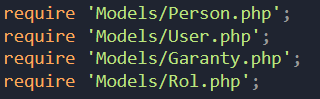 require 'Models/Person.php';
require 'Models/User.php';
require 'Models/Garanty.php';
require 'Models/Rol.php';